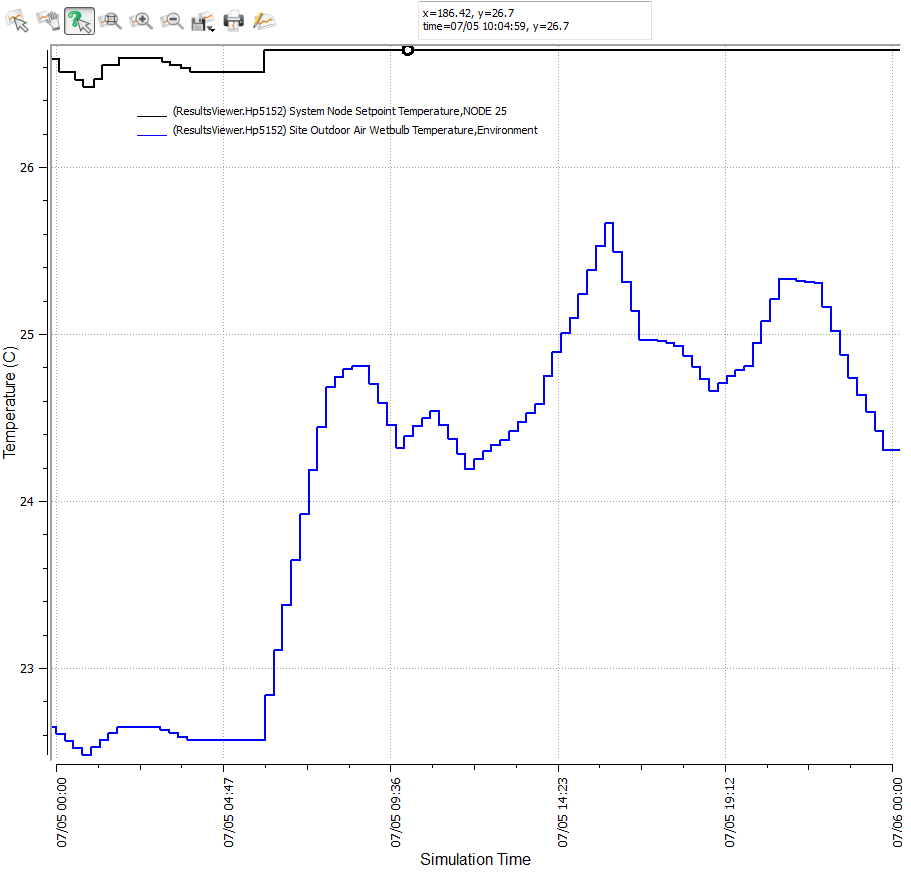 x=186.42, y=26.7
time=07/05 10:04:59, y=26.7
(ResultsViewer.Hp5152) System Node Setpoint Temperature,NODE 25
(ResultsViewer.Hp5152) Site Outdoor Air Wetbulb Temperature,Environment
26
25
24
23
Temperature (C)
07/05 00:00
07/05 04:47
07/05 09:36
07/05 14:23
07/05 19:12
07/06 00:00
Simulation Time